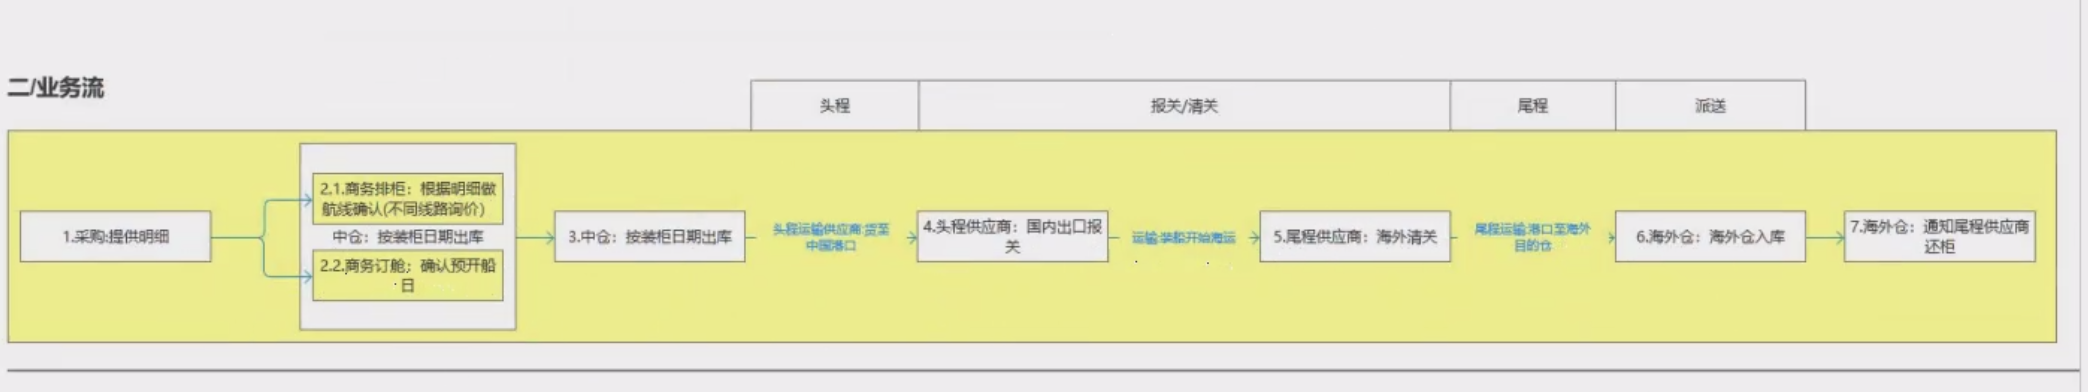 二/业务流
头程
报关/清关
尾程
派送
1.采购:提供明细
2.1.商务排柜：根据明细做
航线确认(不同线路询价)
中仓：按装柜日期出库
2.2.商务订舱；确认预开船
日
3.中仓：按装柜日期出库
头程运输供应商:货至
中国港口
4.头程供应商：国内出口报
关
运输:装船开始海运
5.尾程供应商：海外清关
尾程运输:港口至海外
目的仓
6.海外仓：海外仓入库
7.海外仓：通知尾程供应商
还柜